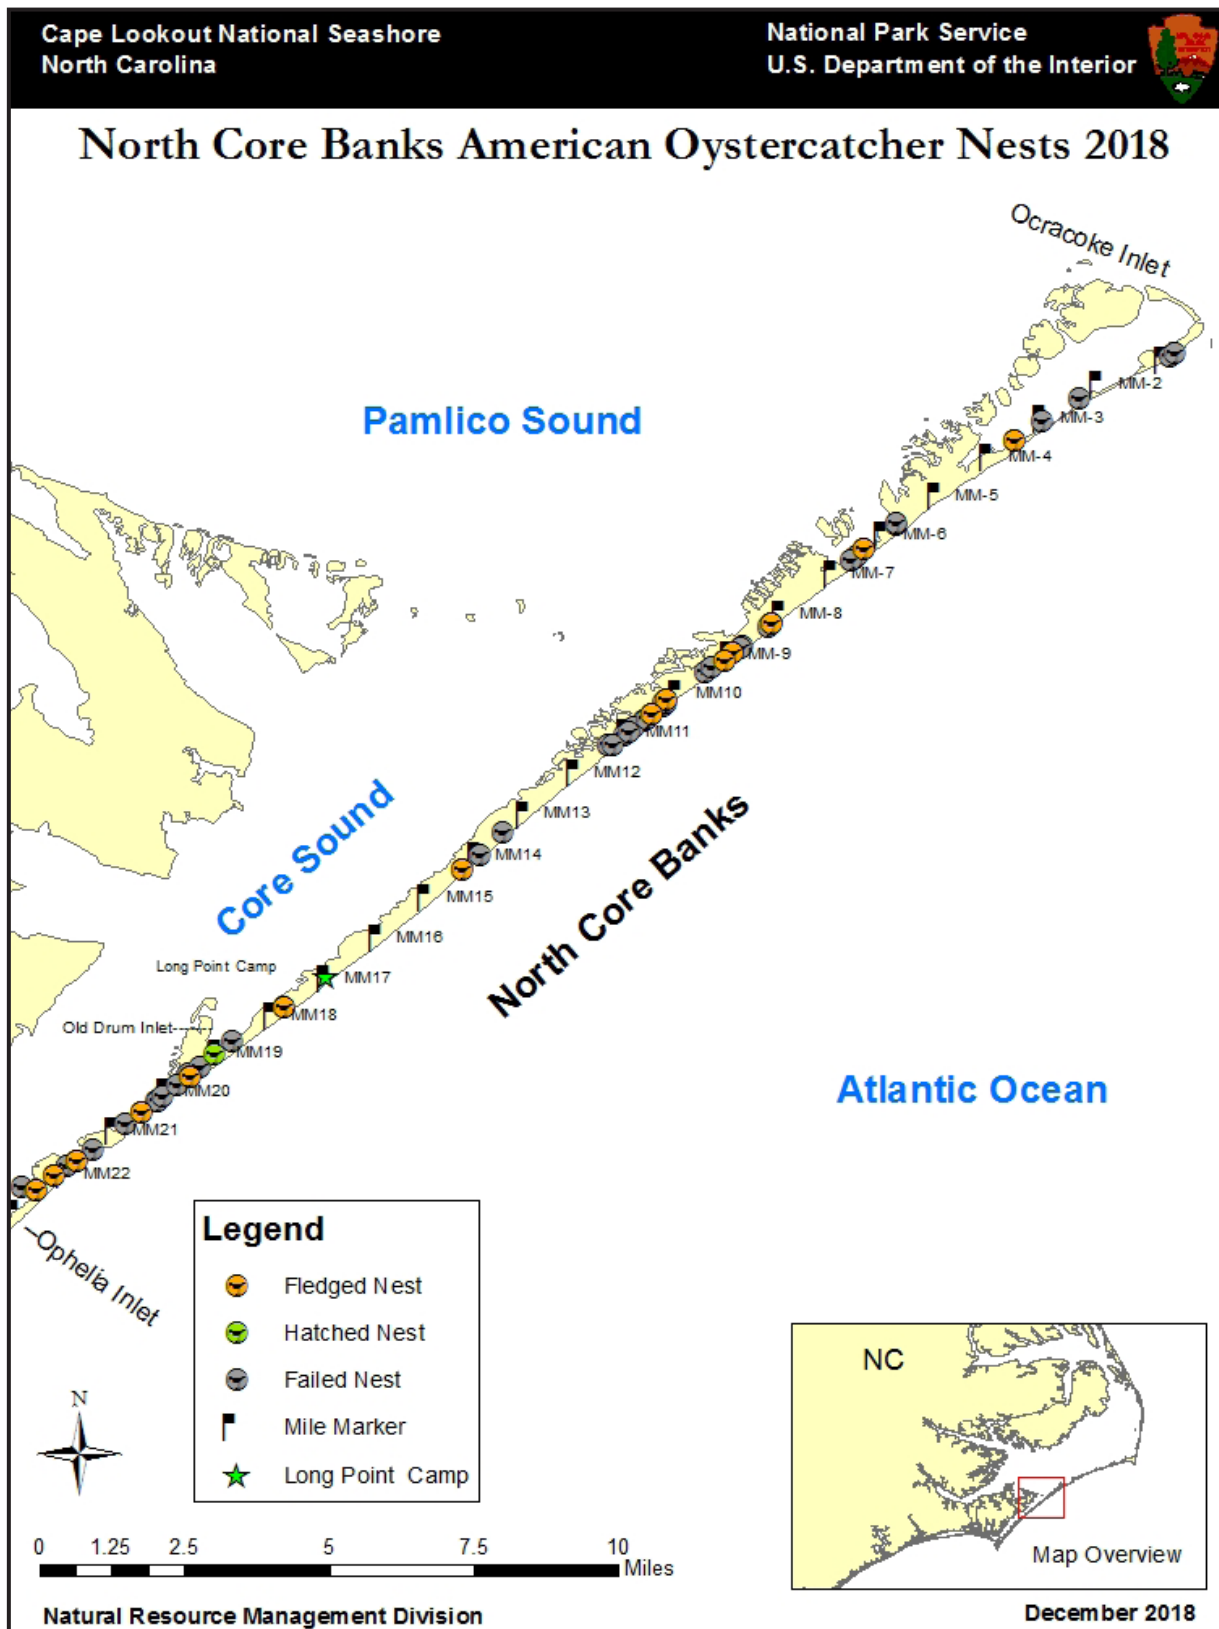 Cape Lookout National Seashore
North Carolina
National Park Service
U.S. Department of the Interior
North Core Banks American Oystercatcher Nests 2018
Ocracoke Inlet
MM-2
Pamlico Sound
MM-3
MM-4
MM-5
MM-6
MM-7
MM-8
MM-9
MM10
MM11
MM12
MM13
Core Sound
North Core Banks
MM14
MM15
MM16
Long Point Camp
MM17
MM18
Old Drum Inlet
MM19
MM20
Atlantic Ocean
MM21
MM22
Ophelia Inlet
Legend
Fledged Nest
Hatched Nest
Failed Nest
Mile Marker
Long Point Camp
N
NC
Map Overview
0 1.25 2.5 5 7.5 10
Miles
Natural Resource Management Division
December 2018